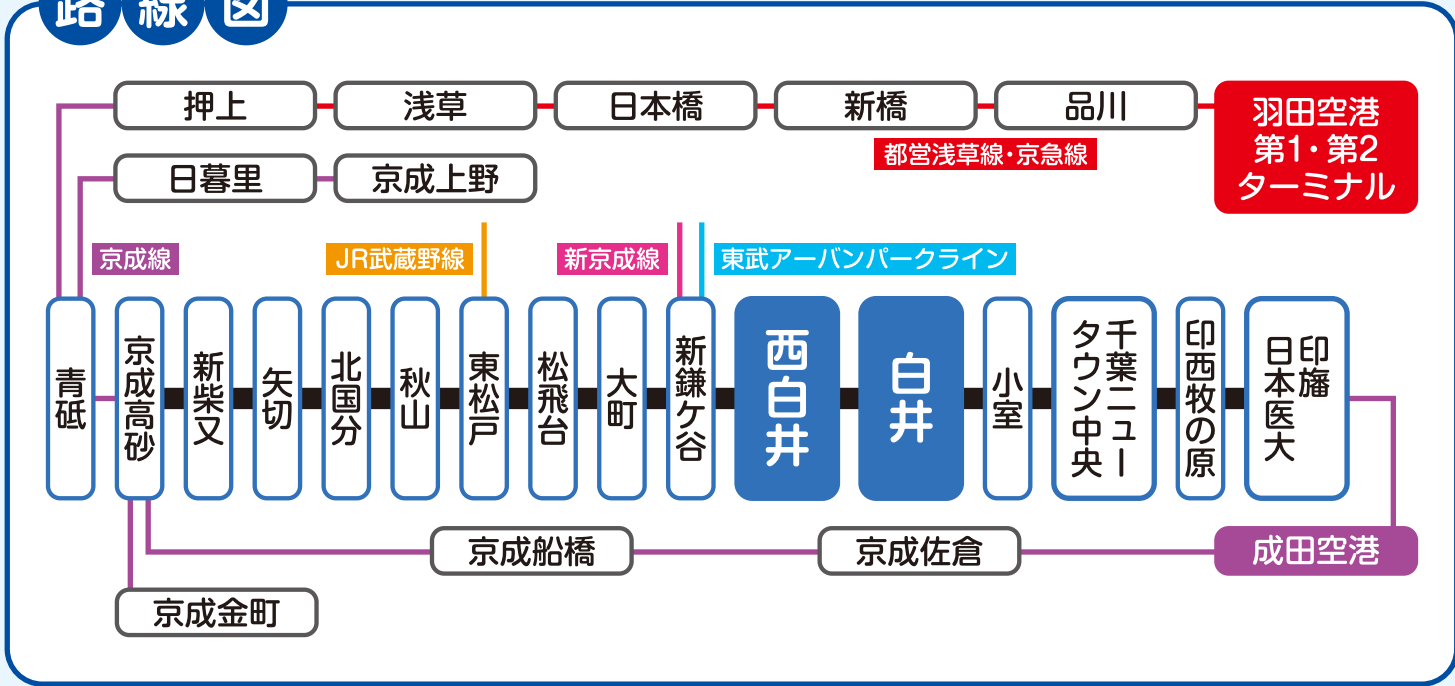 路線図
押上
浅草
日本橋
新橋
品川
羽田空港
第1・第2
ターミナル
都営浅草線・京急線
日暮里
京成上野
京成線
JR武蔵野線
新京成線
東武アーバンパークライン
青砥
京成高砂
新柴又
矢切
北国分
秋山
東松戸
松飛台
大町
新鎌ケ谷
西白井
白井
小室
千葉ニュー
タウン中央
印西牧の原
印旛
日本医大
京成船橋
京成佐倉
成田空港
京成金町